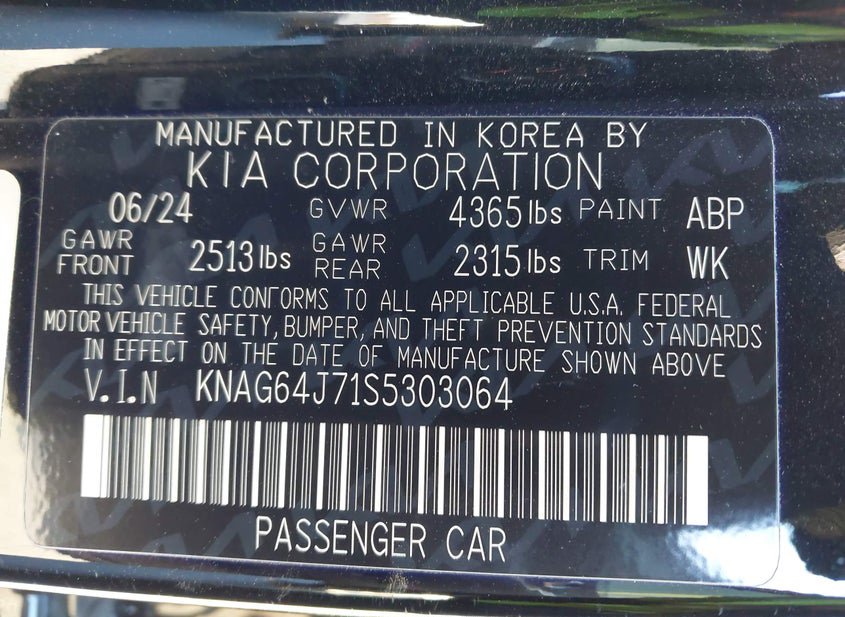 MANUFACTURED IN KOREA BY
KIA CORPORATION
06/24 GVWR 4365 lbs PAINT ABP
GAWR FRONT 2513 lbs GAWR REAR 2315 lbs TRIM WK
THIS VEHICLE CONFORMS TO ALL APPLICABLE U.S.A. FEDERAL
MOTOR VEHICLE SAFETY, BUMPER, AND THEFT PREVENTION STANDARDS
IN EFFECT ON THE DATE OF MANUFACTURE SHOWN ABOVE
V.I.N KNAG64J71S5303064
PASSENGER CAR